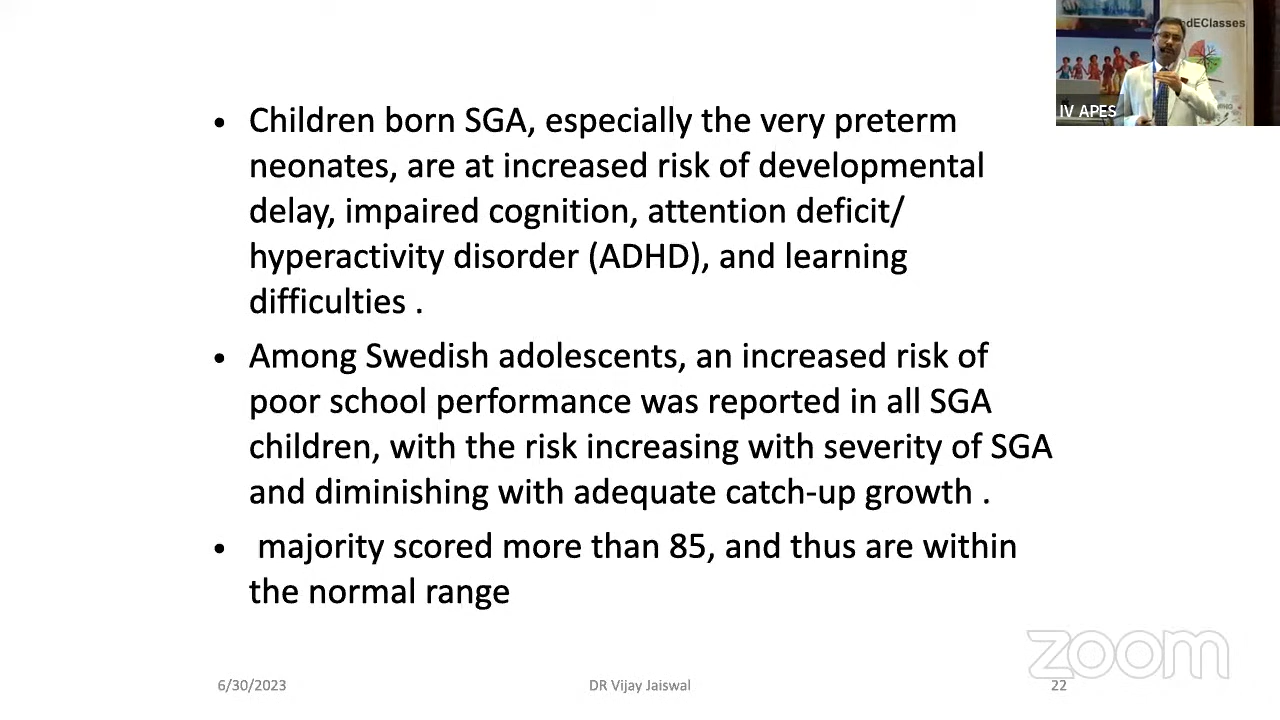 ndEClasses
IV APES
• Children born SGA, especially the very preterm
neonates, are at increased risk of developmental
delay, impaired cognition, attention deficit/
hyperactivity disorder (ADHD), and learning
difficulties .
• Among Swedish adolescents, an increased risk of
poor school performance was reported in all SGA
children, with the risk increasing with severity of SGA
and diminishing with adequate catch-up growth .
• majority scored more than 85, and thus are within
the normal range
zoom
6/30/2023
DR Vijay Jaiswal
22